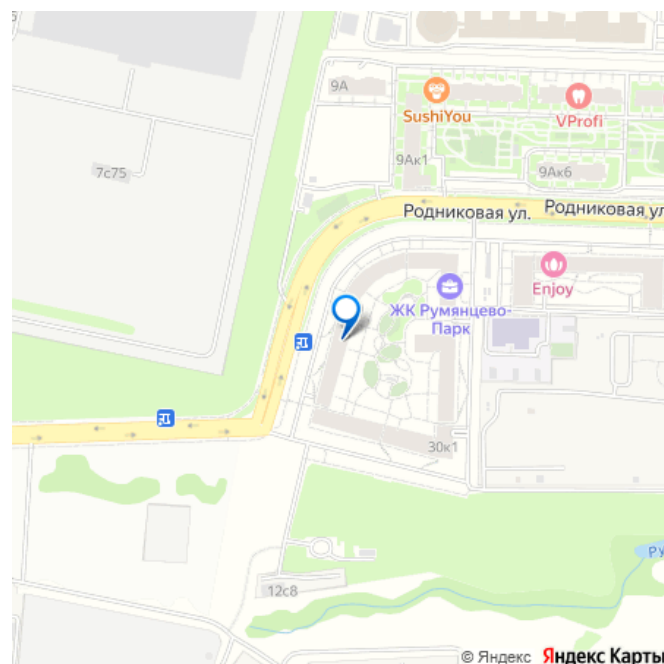 9А
SushiYou
VProfi
9Ак1
9Ак6
7с75
Родниковая ул.
Родниковая ул
Enjoy
ЖК Румянцево-
Парк
30к1
РУ
12с8
© Яндекс Яндекс Карты